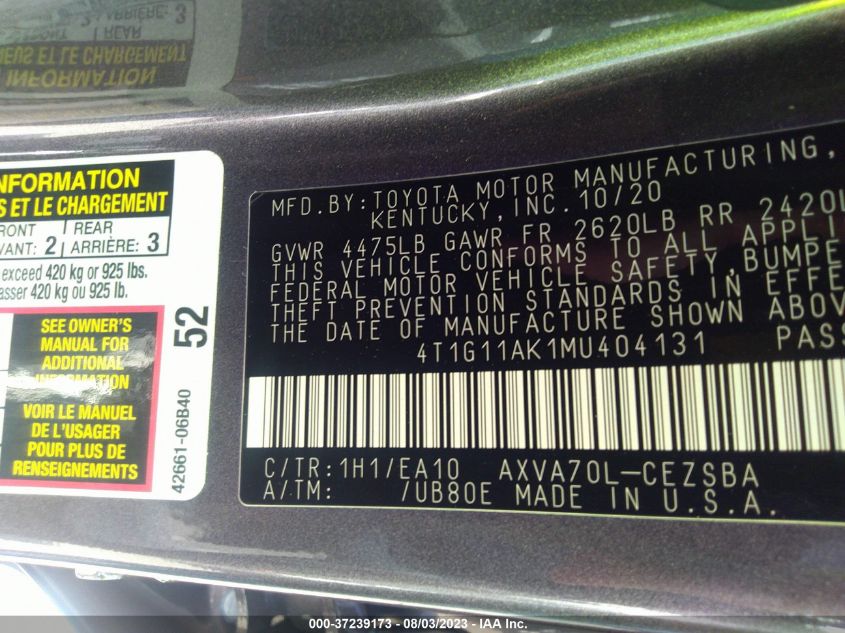 NFORMATION
S ET LE CHARGEMENT
RONT
VANT: 2
REAR
ARRIÈRE: 3
exceed 420 kg or 925 lbs.
asser 420 kg ou 925 lb.
SEE OWNER'S
MANUAL FOR
ADDITIONAL
INFORMATION
VOIR LE MANUEL
DE L'USAGER
POUR PLUS DE
RENSEIGNEMENTS
52
42661-06B40
MFD.BY:TOYOTA MOTOR MANUFACTURING,
KENTUCKY,INC.10/20
GVWR 4475LB GAWR FR 2620LB RR 2420L
THIS VEHICLE CONFORMS TO ALL APPLI
FEDERAL MOTOR VEHICLE SAFETY,BUMPE
THEFT PREVENTION STANDARDS IN EFFE
THE DATE OF MANUFACTURE SHOWN ABOV
4T1G11AK1MU404131 PASS
C/TR:1H1/EA10 AXVA70L-CEZSBA
A/TM: /UB80E MADE IN U.S.A.
000-37239173 - 08/03/2023 - IAA Inc.